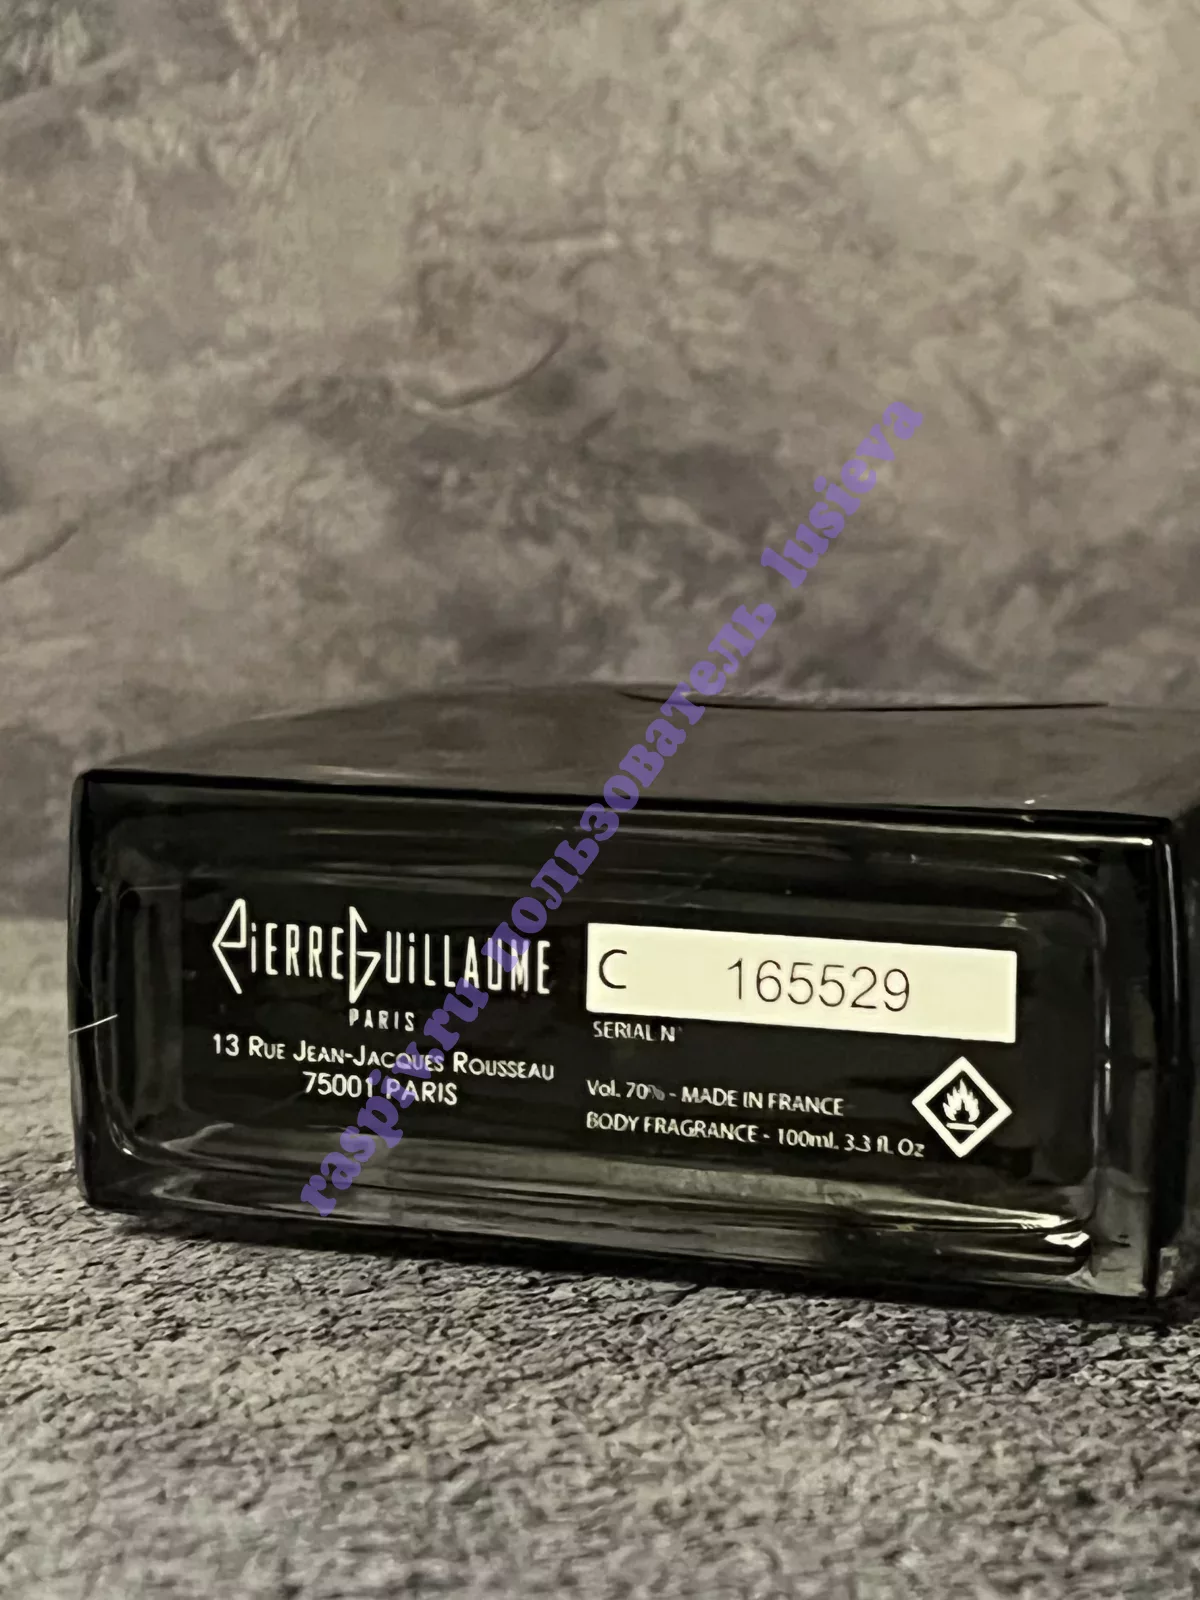 PiERREGUiLLAUME
PARIS
13 RUE JEAN-JACQUES ROUSSEAU
75001 PARIS
C 165529
SERIAL N°
Vol. 70% - MADE IN FRANCE
BODY FRAGRANCE - 100ml. 3.3 fl. Oz
raspiv.ru пользователь lusieva